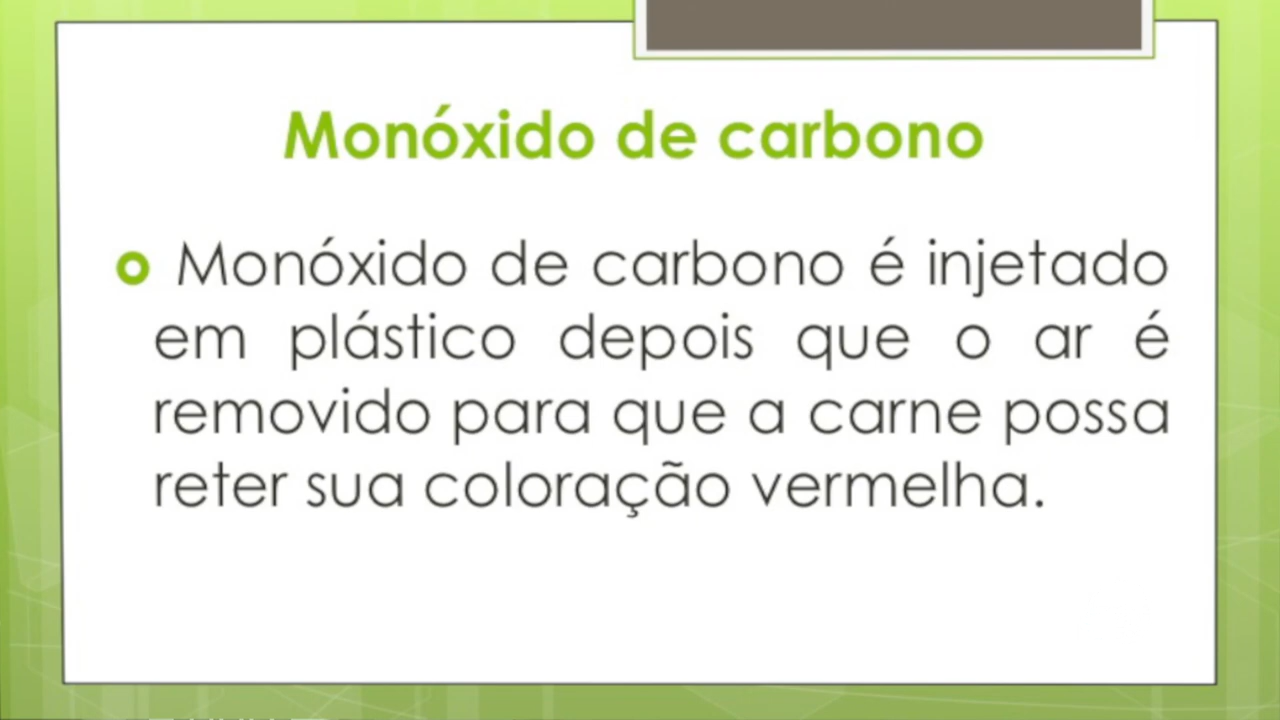 Monóxido de carbono
Monóxido de carbono é injetado
em plástico depois que o ar é
removido para que a carne possa
reter sua coloração vermelha.